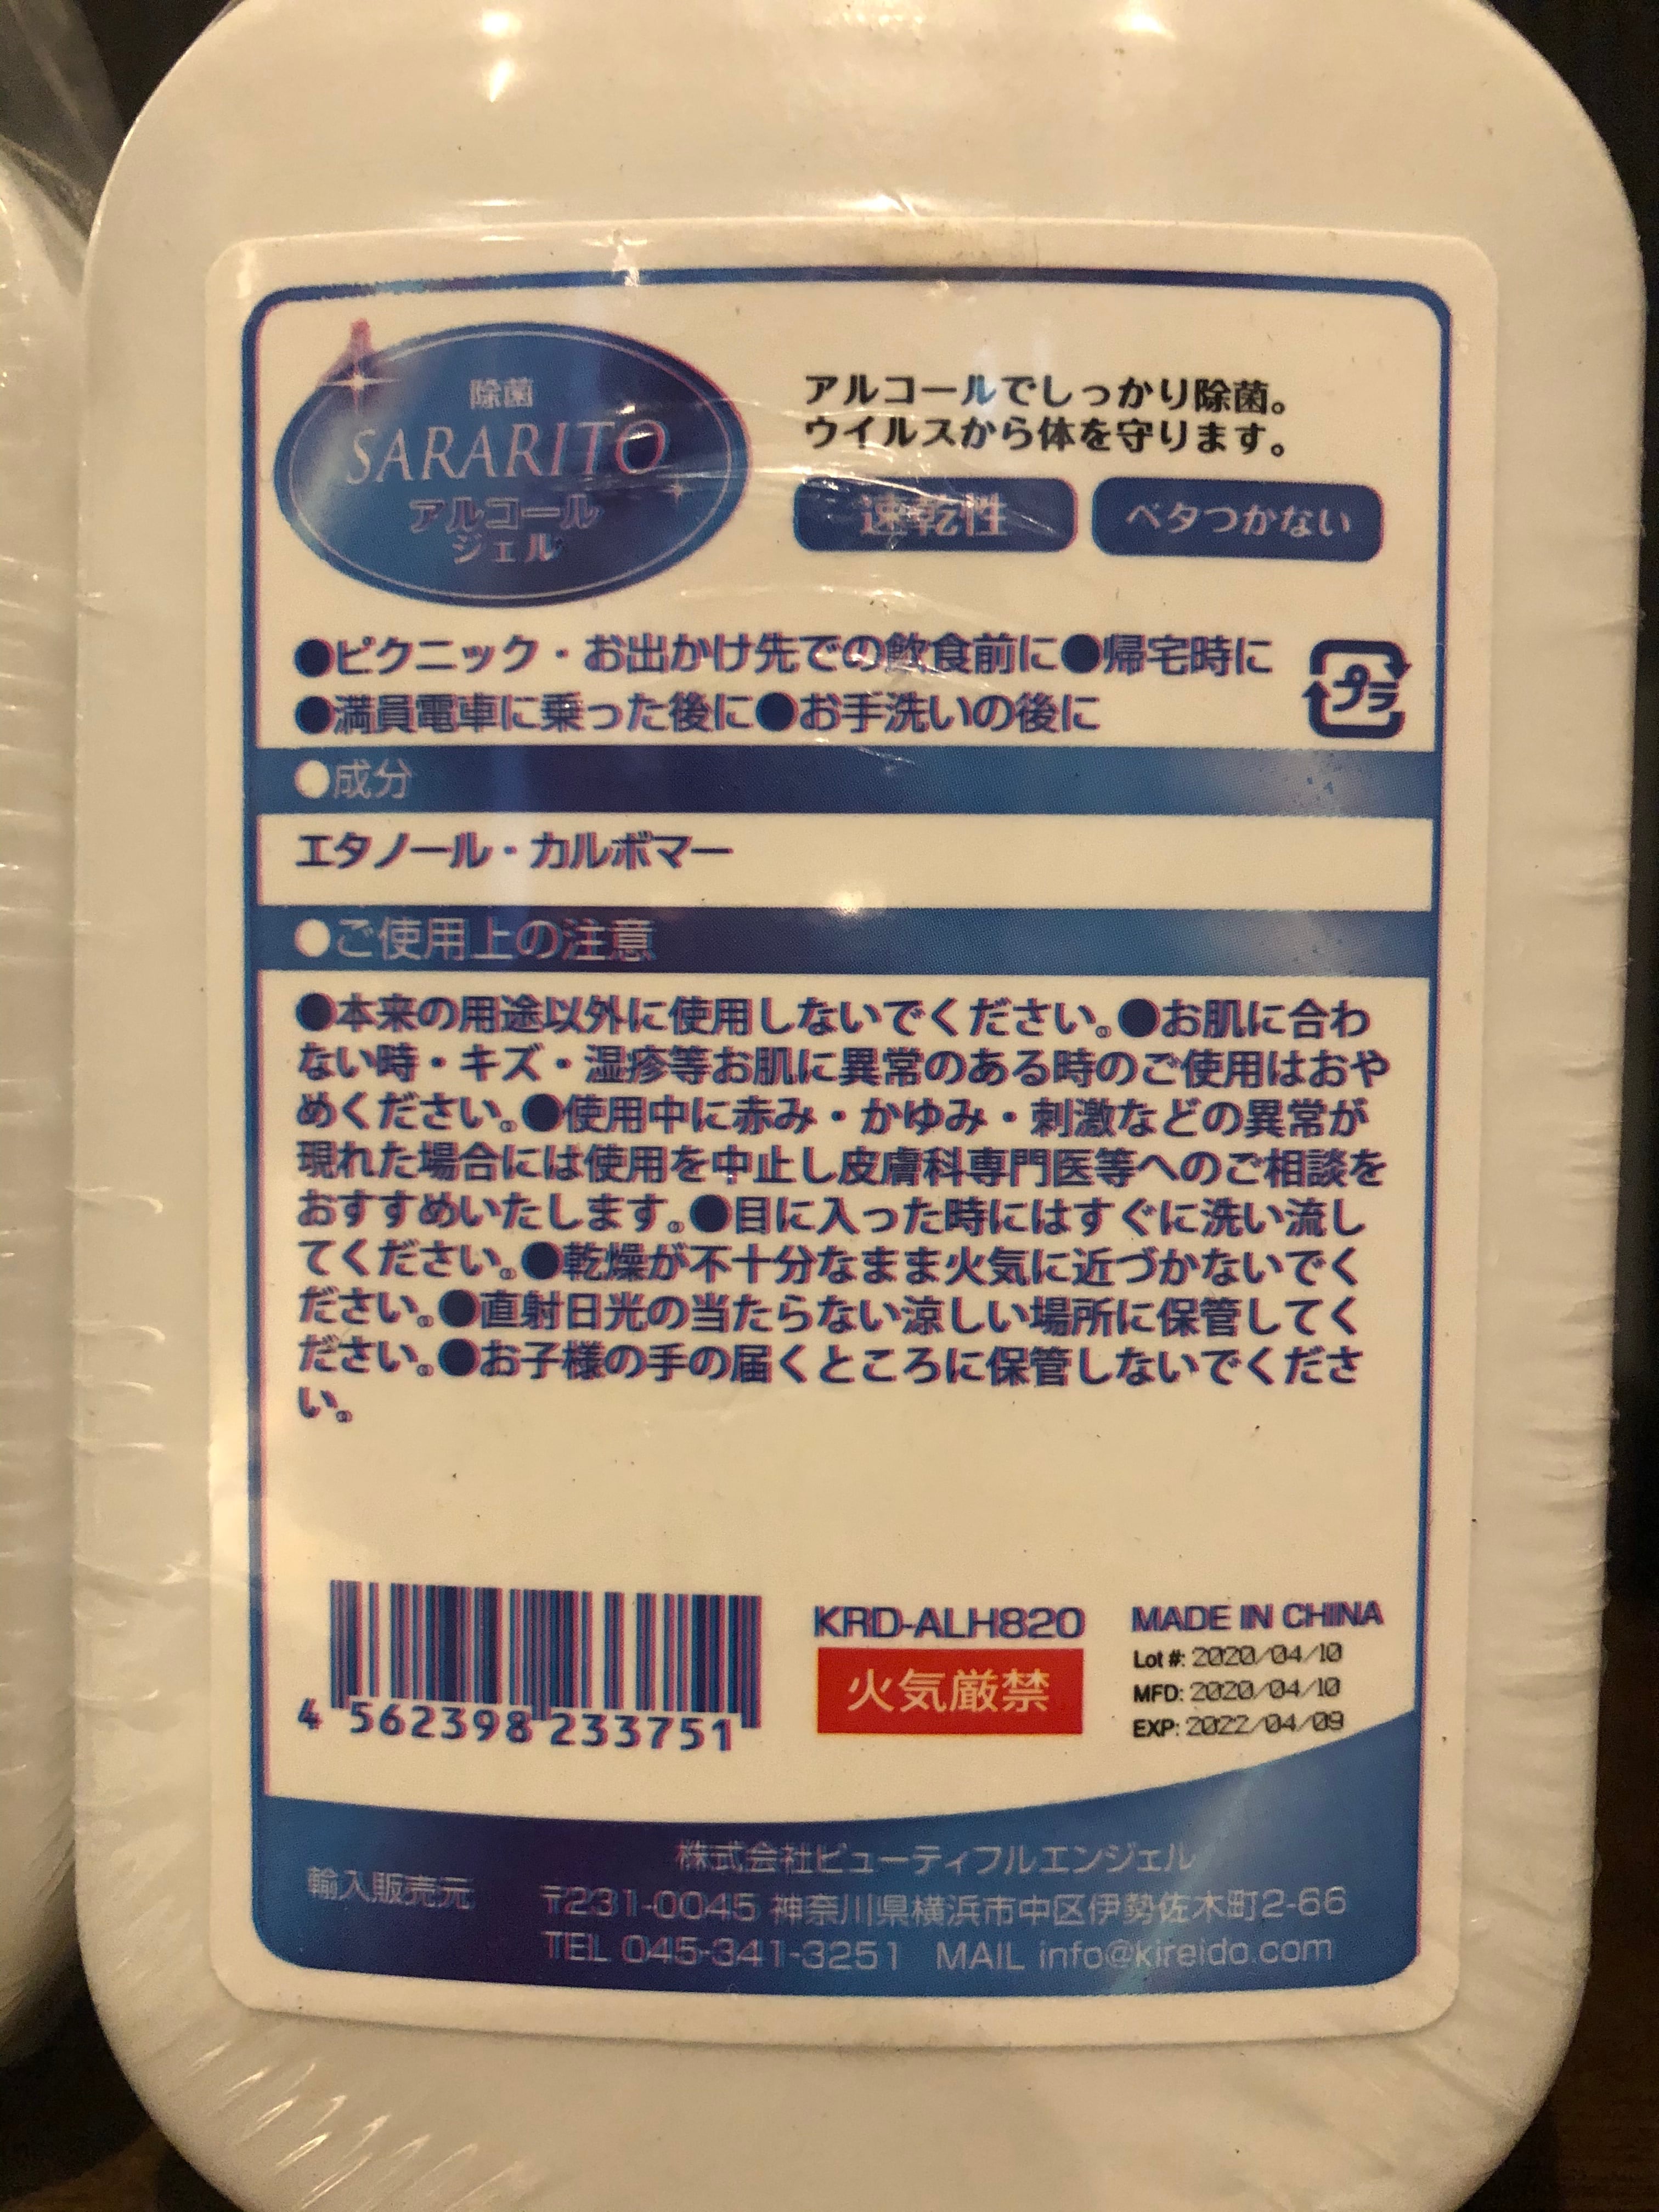 除菌
SARARITO
アルコール
ジェル
アルコールでしっかり除菌。
ウイルスから体を守ります。
速乾性
ベタつかない
●ピクニック・お出かけ先での飲食前に●帰宅時に
●満員電車に乗った後に●お手洗いの後に
プラ
●成分
エタノール・カルボマー
●ご使用上の注意
●本来の用途以外に使用しないでください。●お肌に合わ
ない時・キズ・湿疹等お肌に異常のある時のご使用はおや
めください。●使用中に赤み・かゆみ・刺激などの異常が
現れた場合には使用を中止し皮膚科専門医等へのご相談を
おすすめいたします。●目に入った時にはすぐに洗い流し
てください。●乾燥が不十分なまま火気に近づかないでく
ださい。●直射日光の当たらない涼しい場所に保管してく
ださい。●お子様の手の届くところに保管しないでくださ
い。
4 562398 233751
KRD-ALH820
火気厳禁
MADE IN CHINA
Lot #: 2020/04/10
MFD: 2020/04/10
EXP: 2022/04/09
輸入販売元
株式会社ビューティフルエンジェル
〒231-0045 神奈川県横浜市中区伊勢佐木町2-66
TEL 045-341-3251 MAIL info@kireido.com